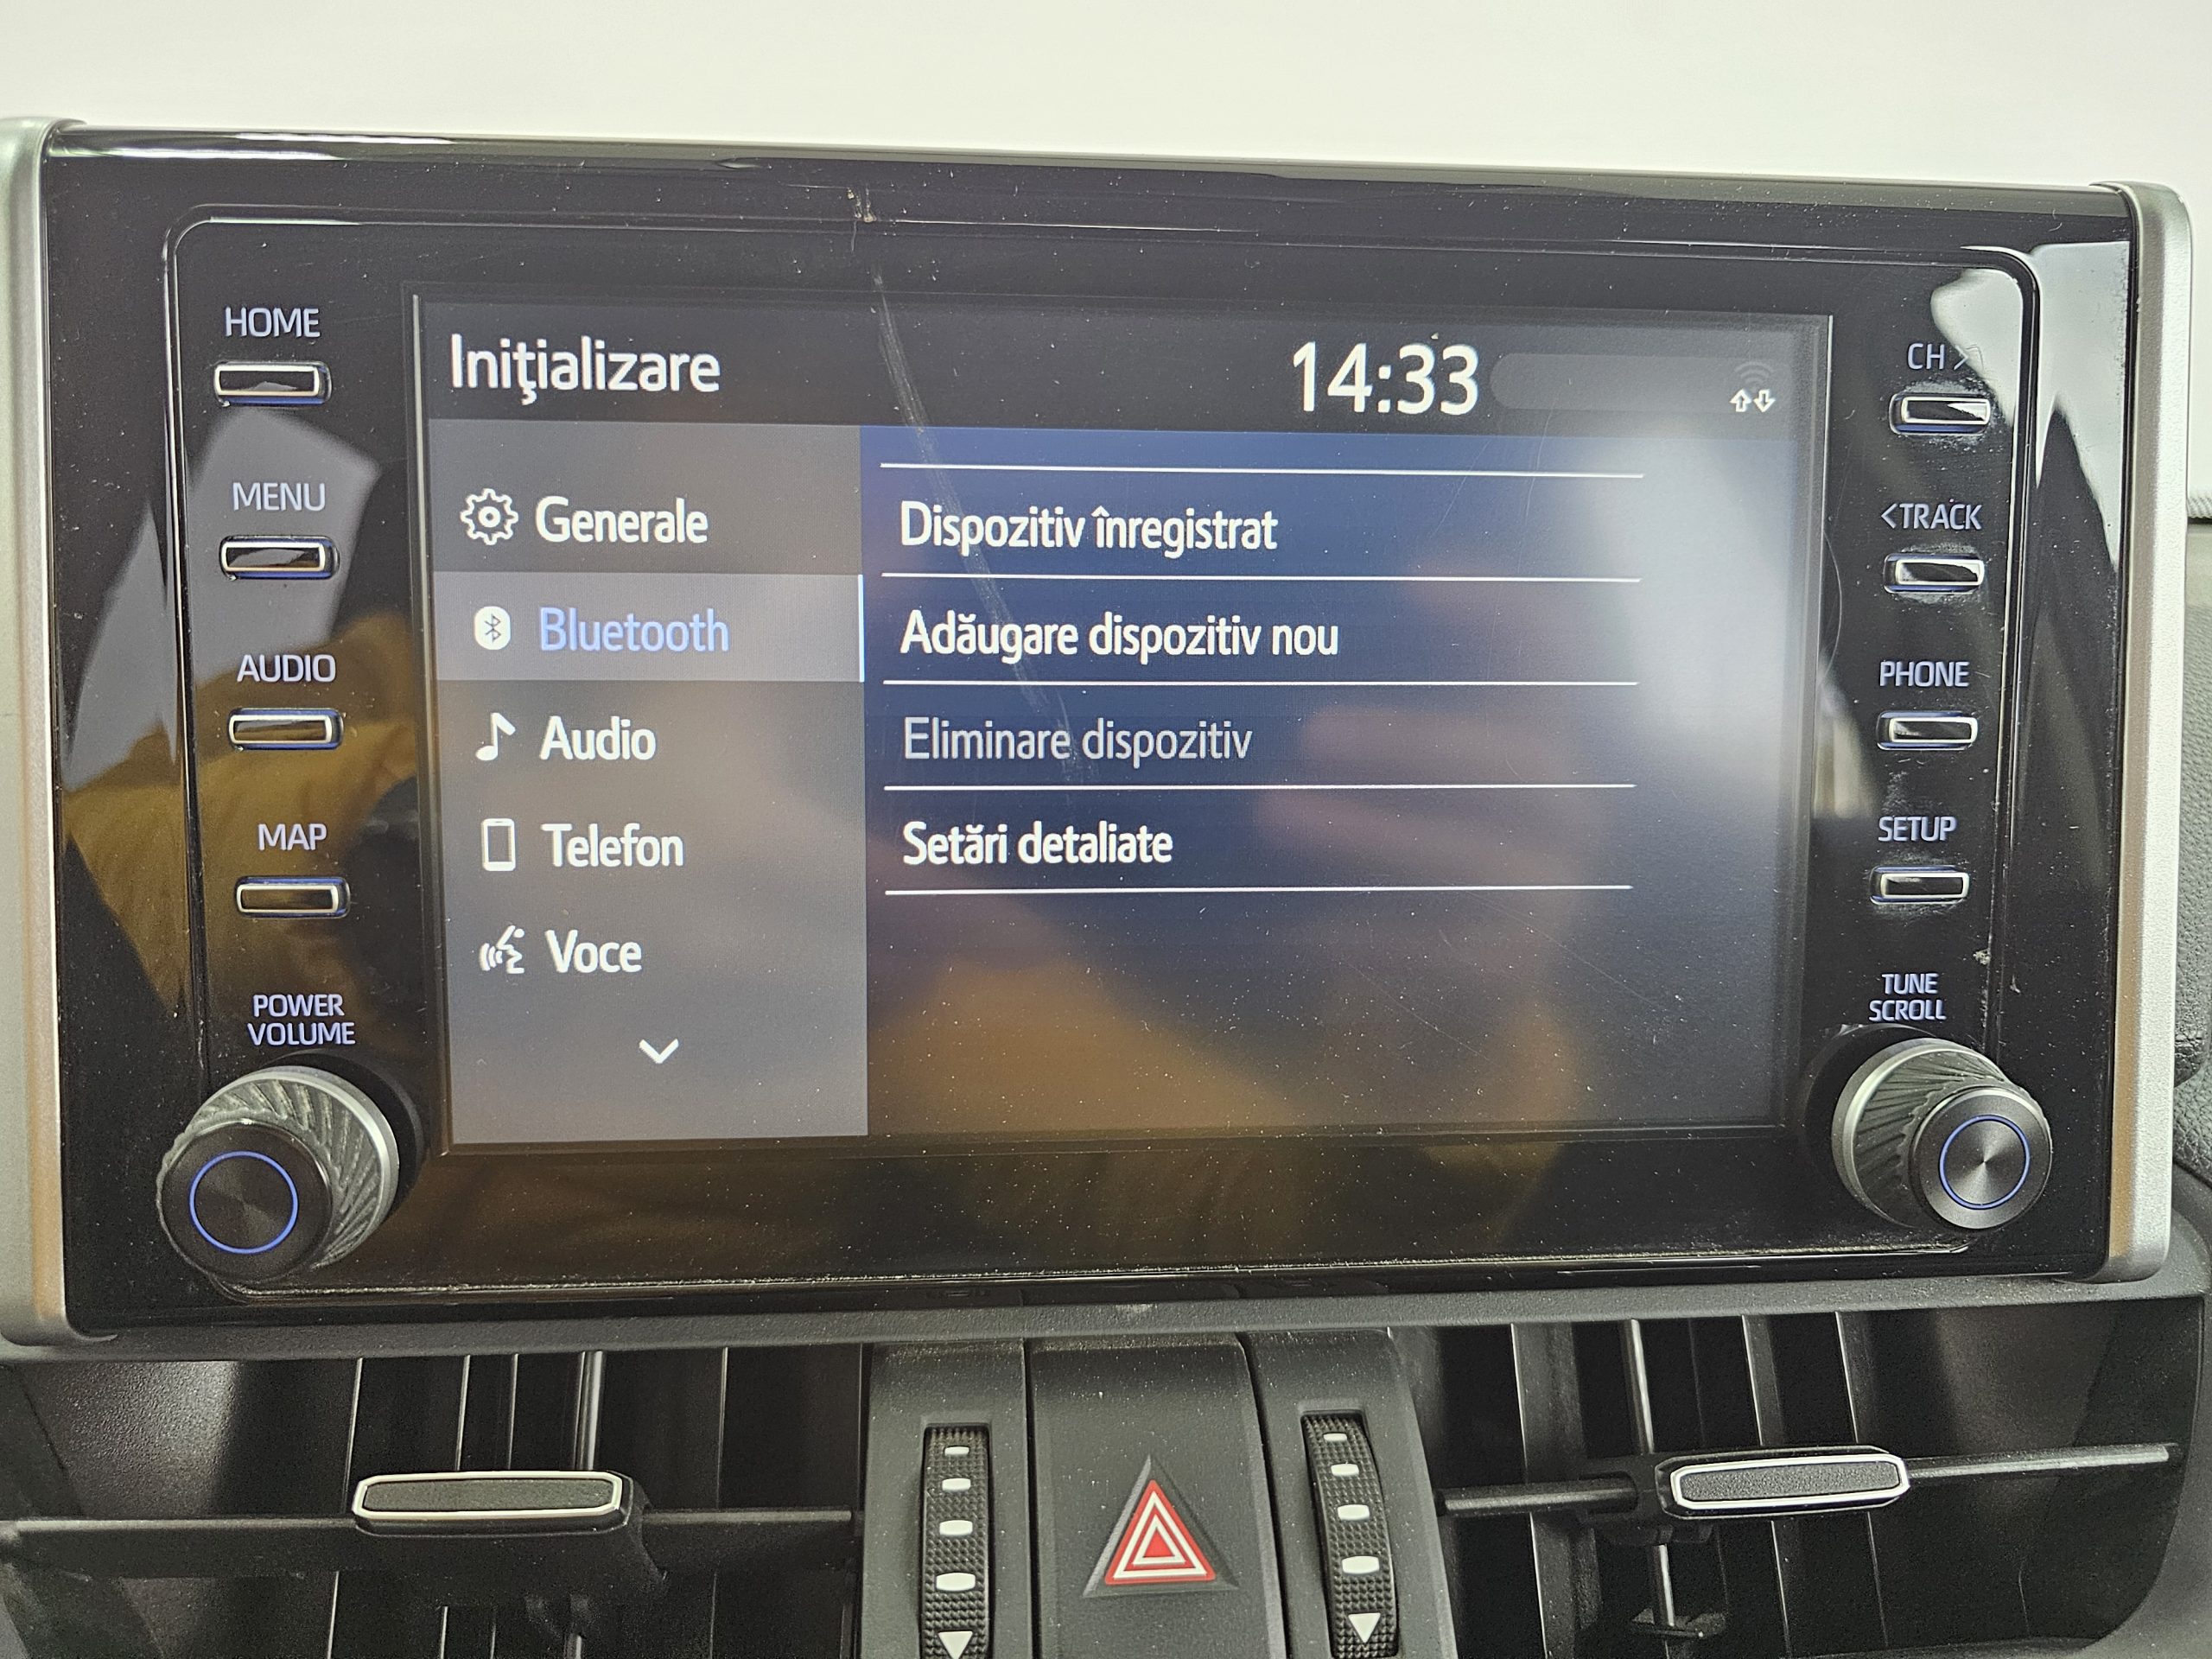 HOME
MENU
AUDIO
MAP
POWER
VOLUME
Iniţializare
14:33
Generale
Bluetooth
Audio
Telefon
Voce
Dispozitiv înregistrat
Adăugare dispozitiv nou
Eliminare dispozitiv
Setări detaliate
CH >
<TRACK
PHONE
SETUP
TUNE
SCROLL